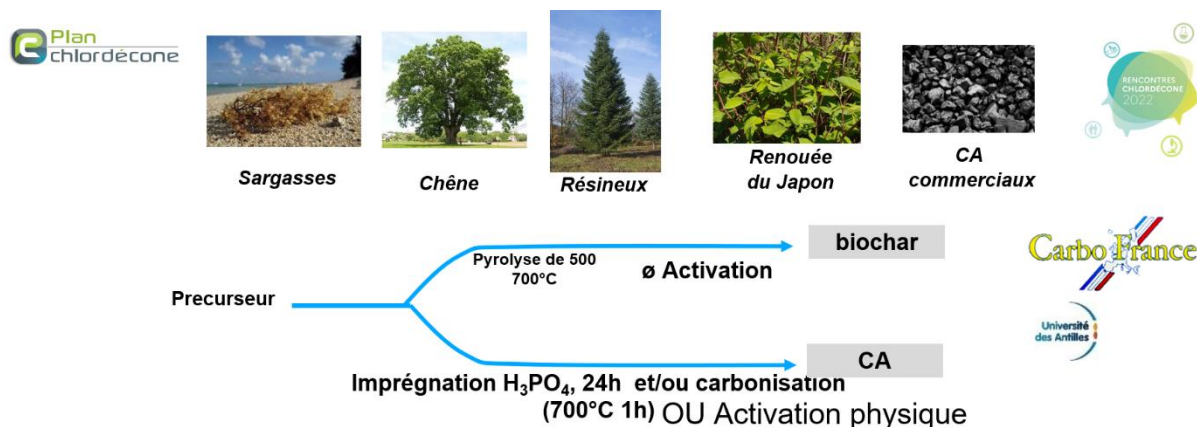 Plan
chlordécone
RENCONTRES
CHLORDÉCONE
2022
Sargasses
Chêne
Résineux
Renouée
du Japon
CA
commerciaux
Pyrolyse de 500
700°C
ø Activation
biochar
Carbo France
Precurseur
Université
des Antilles
CA
Imprégnation H₃PO₄, 24h et/ou carbonisation
(700°C 1h) OU Activation physique